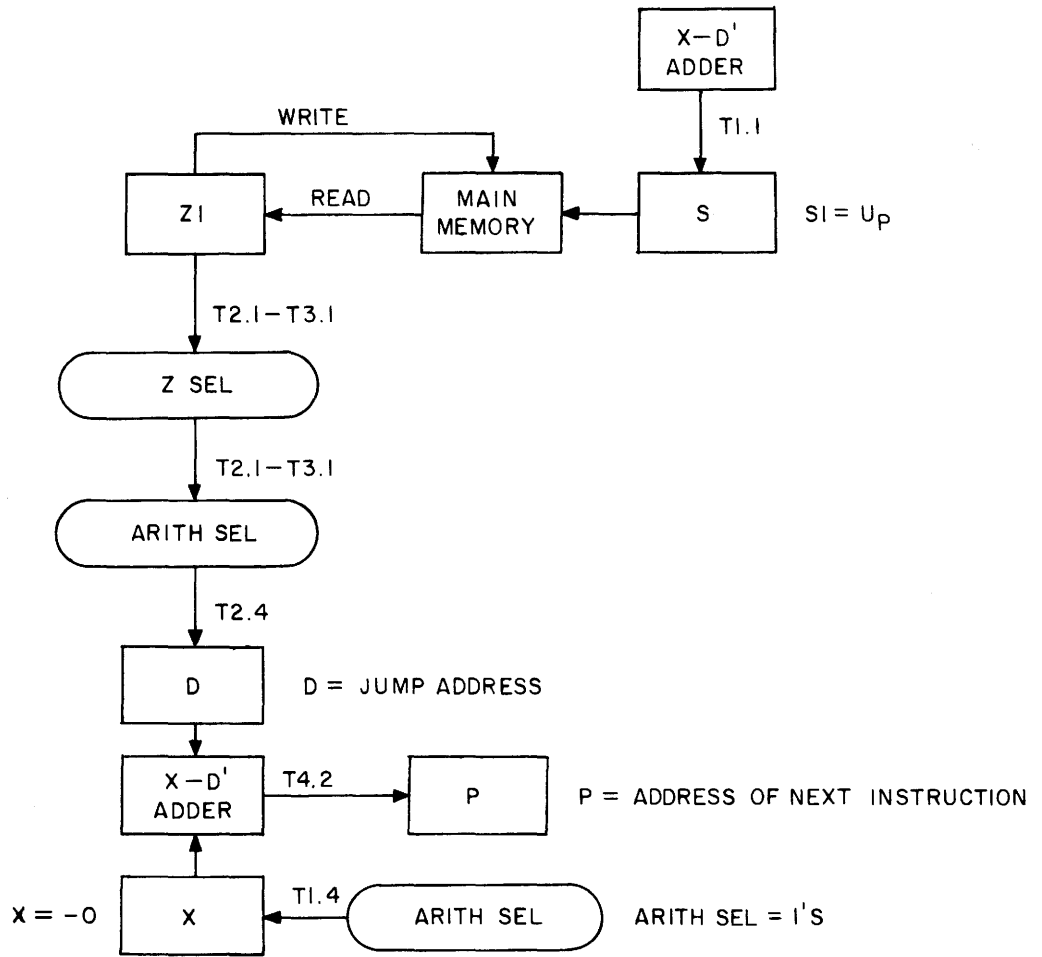 X-D'
ADDER
T1.1
WRITE
Z1
READ
MAIN
MEMORY
S
S1 = UP
T2.1-T3.1
Z SEL
T2.1-T3.1
ARITH SEL
T2.4
D
D = JUMP ADDRESS
X-D'
ADDER
T4.2
P
P = ADDRESS OF NEXT INSTRUCTION
X = -0
X
T1.4
ARITH SEL
ARITH SEL = 1'S